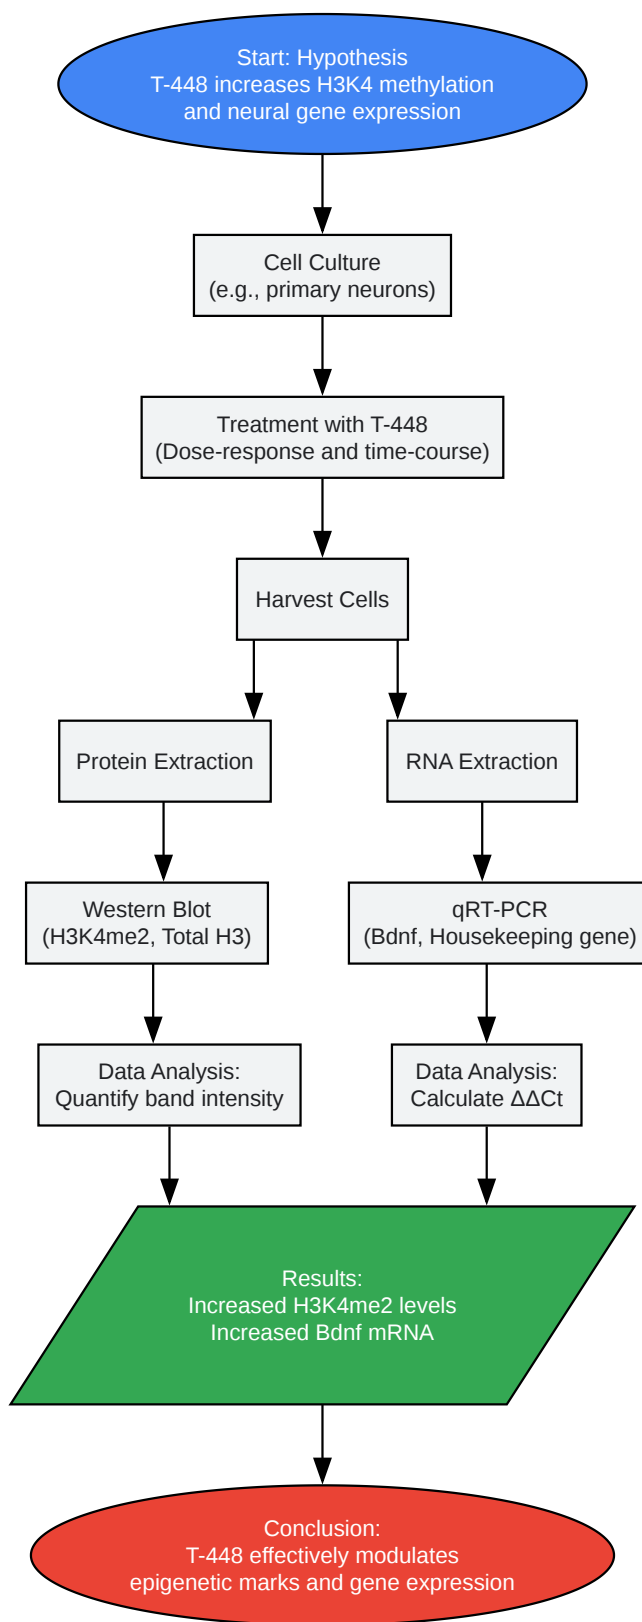 Start: Hypothesis
T-448 increases H3K4 methylation
and neural gene expression
Cell Culture
(e.g., primary neurons)
Treatment with T-448
(Dose-response and time-course)
Harvest Cells
Protein Extraction
RNA Extraction
Western Blot
(H3K4me2, Total H3)
qRT-PCR
(Bdnf, Housekeeping gene)
Data Analysis:
Quantify band intensity
Data Analysis:
Calculate ΔΔCt
Results:
Increased H3K4me2 levels
Increased Bdnf mRNA
Conclusion:
T-448 effectively modulates
epigenetic marks and gene expression